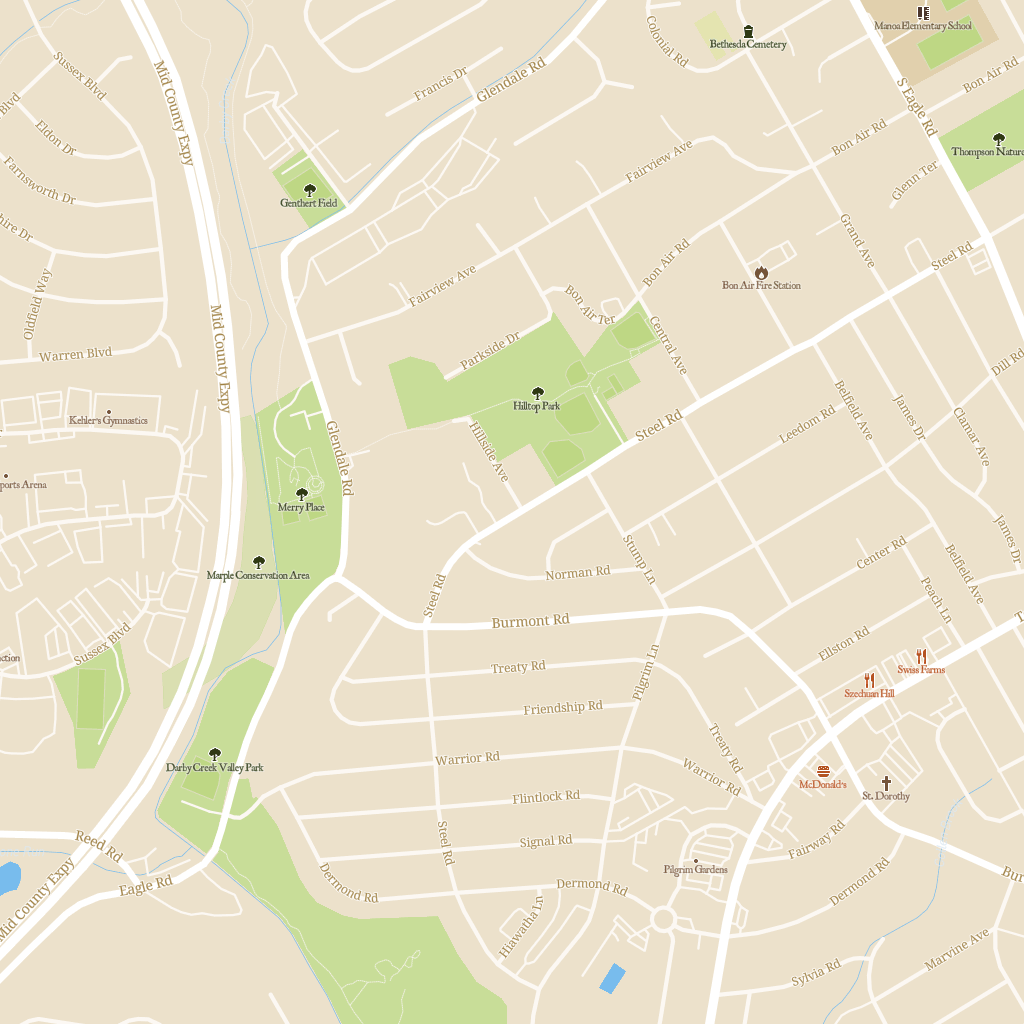 Manoa Elementary School
Colonial Rd
Bethesda Cemetery
Sussex Blvd
Mid County Expy
Francis Dr
Glendale Rd
S Eagle Rd
Bon Air Rd
Blvd
Eldon Dr
Bon Air Rd
Fairview Ave
Farnsworth Dr
Glenn Ter
Genthert Field
Grand Ave
Bon Air Rd
Steel Rd
Fairview Ave
Bon Air Fire Station
Oldfield Way
Bon Air Ter
Mid County Expy
Central Ave
Parkside Dr
Warren Blvd
Dill Rd
Hilltop Park
Kehler's Gymnastics
Belfield Ave
James Dr
Clamar Ave
Steel Rd
Leedom Rd
Hillside Ave
Glendale Rd
ports Arena
Merry Place
James Dr
Stump Ln
Center Rd
Norman Rd
Marple Conservation Area
Belfield Ave
Steel Rd
Peach Ln
Burmont Rd
Sussex Blvd
Ellston Rd
Pilgrim Ln
Treaty Rd
Swiss Farms
Szechuan Hill
Friendship Rd
Treaty Rd
Darby Creek Valley Park
Warrior Rd
Warrior Rd
McDonald's
St. Dorothy
Flintlock Rd
Signal Rd
Steel Rd
Fairway Rd
Reed Rd
Pilgrim Gardens
Eagle Rd
Dermond Rd
Dermond Rd
Dermond Rd
Mid County Expy
Hiawatha Ln
Marvine Ave
Sylvia Rd